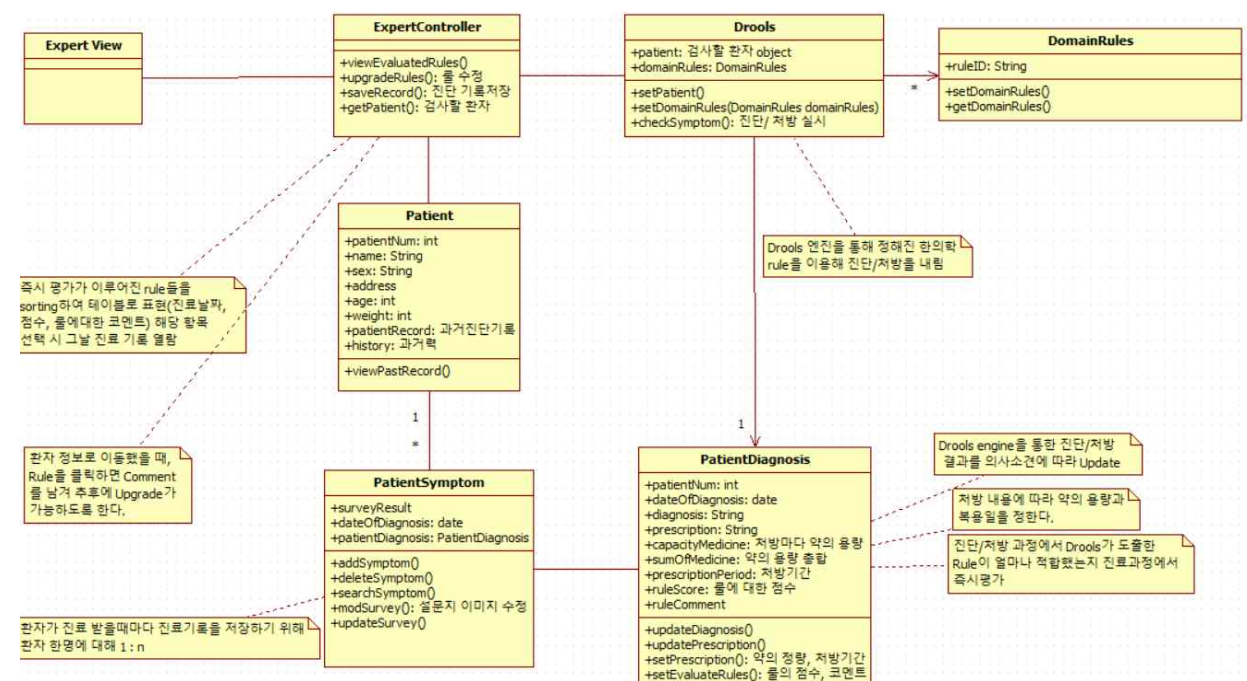 Expert View
ExpertController
+viewEvaluatedRules()
+upgradeRules(): 룰 수정
+saveRecord(): 진단 기록저장
+getPatient(): 검사할 환자
Drools
+patient: 검사할 환자 object
+domainRules: DomainRules
+setPatient()
+setDomainRules(DomainRules domainRules)
+checkSymptom(): 진단/ 처방 실시
*
DomainRules
+ruleID: String
+setDomainRules()
+getDomainRules()
Patient
+patientNum: int
+name: String
+sex: String
+address
+age: int
+weight: int
+patientRecord: 과거진단기록
+history: 과거력
+viewPastRecord()
Drools 엔진을 통해 정해진 한의학
rule을 이용해 진단/처방을 내림
즉시 평가가 이루어진 rule들을
sorting하여 테이블로 표현(진료날짜,
점수, 룰에대한 코멘트) 해당 항목
선택 시 그날 진료 기록 열람
환자 정보로 이동했을 때,
Rule을 클릭하면 Comment
를 남겨 추후에 Upgrade가
가능하도록 한다.
1
*
1
PatientSymptom
+surveyResult
+dateOfDiagnosis: date
+patientDiagnosis: PatientDiagnosis
+addSymptom()
+deleteSymptom()
+searchSymptom()
+modSurvey(): 설문지 이미지 수정
+updateSurvey()
환자가 진료 받을때마다 진료기록을 저장하기 위해
환자 한명에 대해 1 : n
PatientDiagnosis
+patientNum: int
+dateOfDiagnosis: date
+diagnosis: String
+prescription: String
+capacityMedicine: 처방마다 약의 용량
+sumOfMedicine: 약의 용량 총합
+prescriptionPeriod: 처방기간
+ruleScore: 룰에 대한 점수
+ruleComment
+updateDiagnosis()
+updatePrescription()
+setPrescription(): 약의 정량, 처방기간
+setEvaluateRules(): 룰의 점수, 코멘트
Drools engine을 통한 진단/처방
결과를 의사소견에 따라 Update
처방 내용에 따라 약의 용량과
복용일을 정한다.
진단/처방 과정에서 Drools가 도출한
Rule이 얼마나 적합했는지 진료과정에서
즉시평가